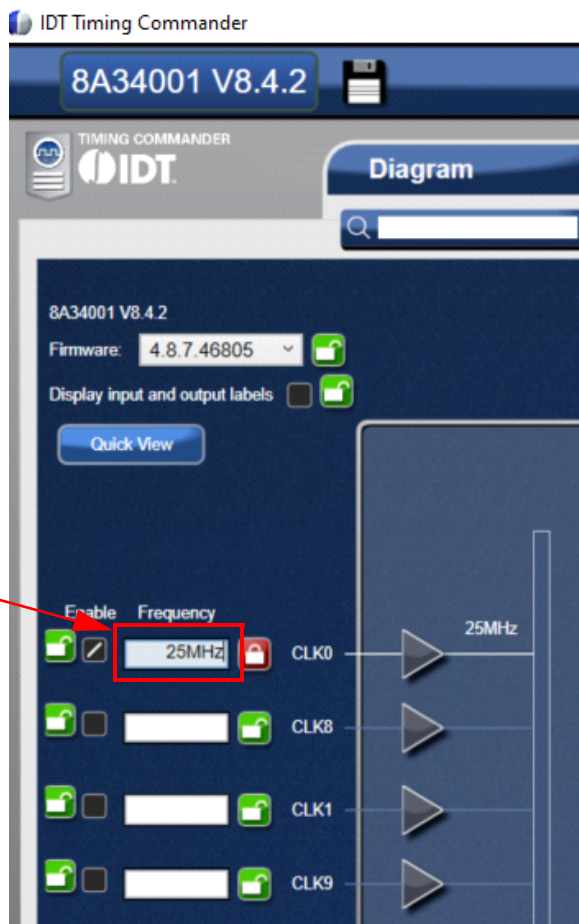 IDT Timing Commander
8A34001 V8.4.2
TIMING COMMANDER
IDT
Diagram
8A34001 V8.4.2
Firmware: 4.8.7.46805
Display input and output labels
Quick View
Enable Frequency
25MHz CLK0 25MHz
CLK8
CLK1
CLK9